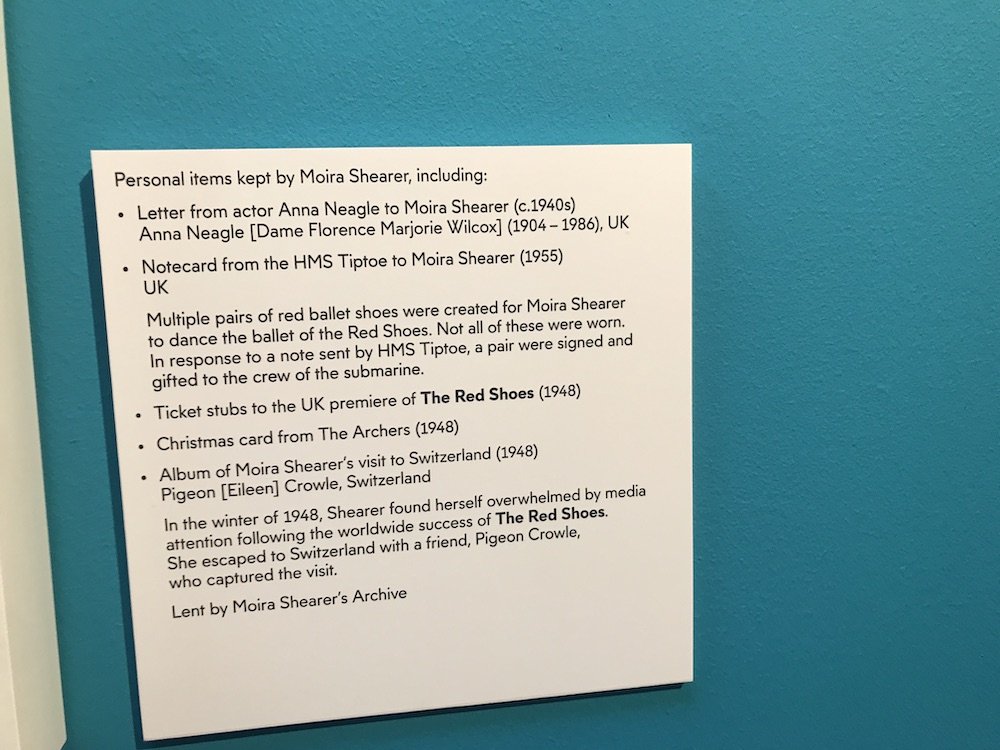 Personal items kept by Moira Shearer, including:
• Letter from actor Anna Neagle to Moira Shearer (c.1940s)
Anna Neagle [Dame Florence Marjorie Wilcox] (1904 – 1986), UK
• Notecard from the HMS Tiptoe to Moira Shearer (1955)
UK
Multiple pairs of red ballet shoes were created for Moira Shearer
to dance the ballet of the Red Shoes. Not all of these were worn.
In response to a note sent by HMS Tiptoe, a pair were signed and
gifted to the crew of the submarine.
• Ticket stubs to the UK premiere of The Red Shoes (1948)
• Christmas card from The Archers (1948)
• Album of Moira Shearer's visit to Switzerland (1948)
Pigeon [Eileen] Crowle, Switzerland
In the winter of 1948, Shearer found herself overwhelmed by media
attention following the worldwide success of The Red Shoes.
She escaped to Switzerland with a friend, Pigeon Crowle,
who captured the visit.
Lent by Moira Shearer's Archive